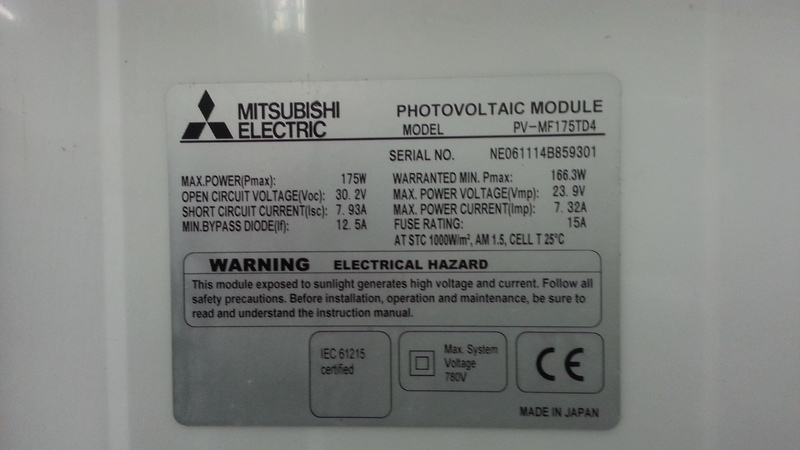 MITSUBISHI
ELECTRIC
PHOTOVOLTAIC MODULE
MODEL PV-MF175TD4
SERIAL NO. NE061114B859301
MAX.POWER(Pmax): 175W
OPEN CIRCUIT VOLTAGE(Voc): 30.2V
SHORT CIRCUIT CURRENT(Isc): 7.93A
MIN.BYPASS DIODE(If): 12.5A
WARRANTED MIN. Pmax: 166.3W
MAX. POWER VOLTAGE(Vmp): 23.9V
MAX. POWER CURRENT(Imp): 7.32A
FUSE RATING: 15A
AT STC 1000W/m², AM 1.5, CELL T 25°C
WARNING ELECTRICAL HAZARD
This module exposed to sunlight generates high voltage and current. Follow all
safety precautions. Before installation, operation and maintenance, be sure to
read and understand the instruction manual.
IEC 61215
certified
Max. System
Voltage
780V
CE
MADE IN JAPAN